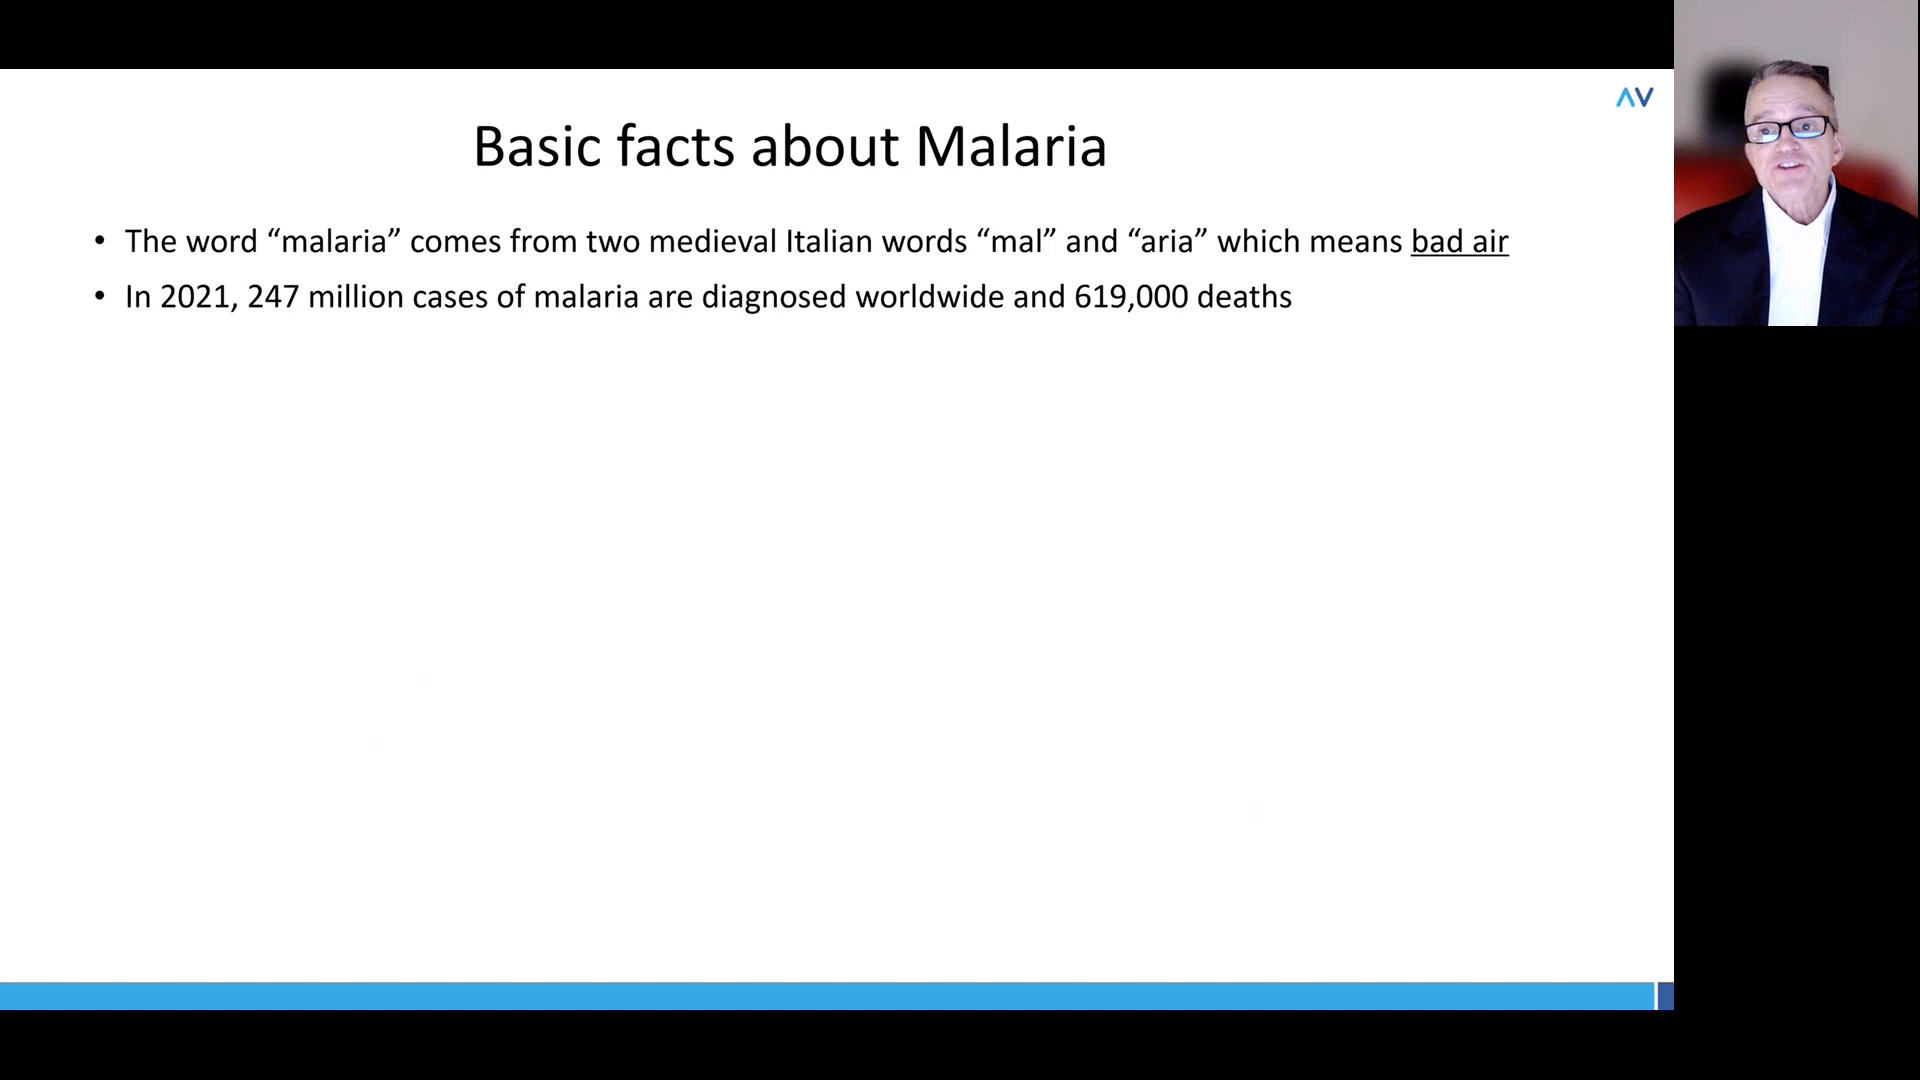 Basic facts about Malaria
• The word “malaria” comes from two medieval Italian words “mal” and “aria” which means bad air
• In 2021, 247 million cases of malaria are diagnosed worldwide and 619,000 deaths